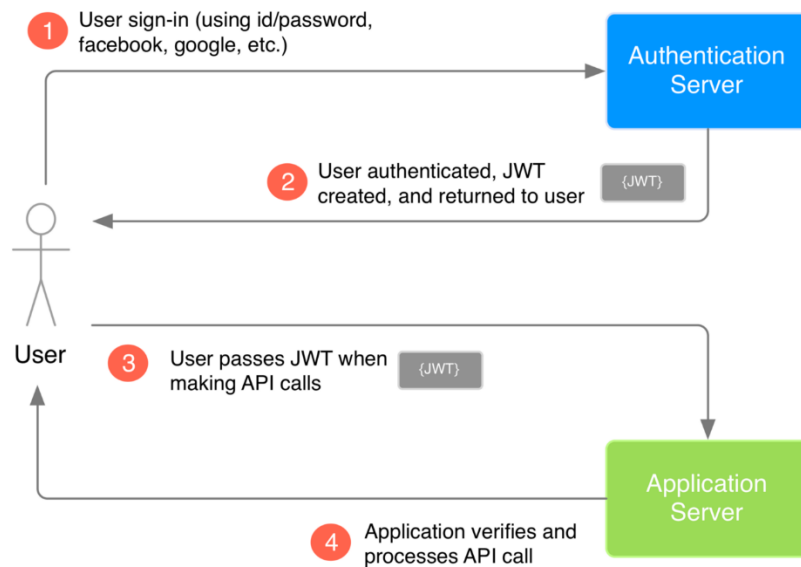 1
User sign-in (using id/password,
facebook, google, etc.)
Authentication
Server
2
User authenticated, JWT
created, and returned to user
{JWT}
User
3
User passes JWT when
making API calls
{JWT}
Application
Server
4
Application verifies and
processes API call